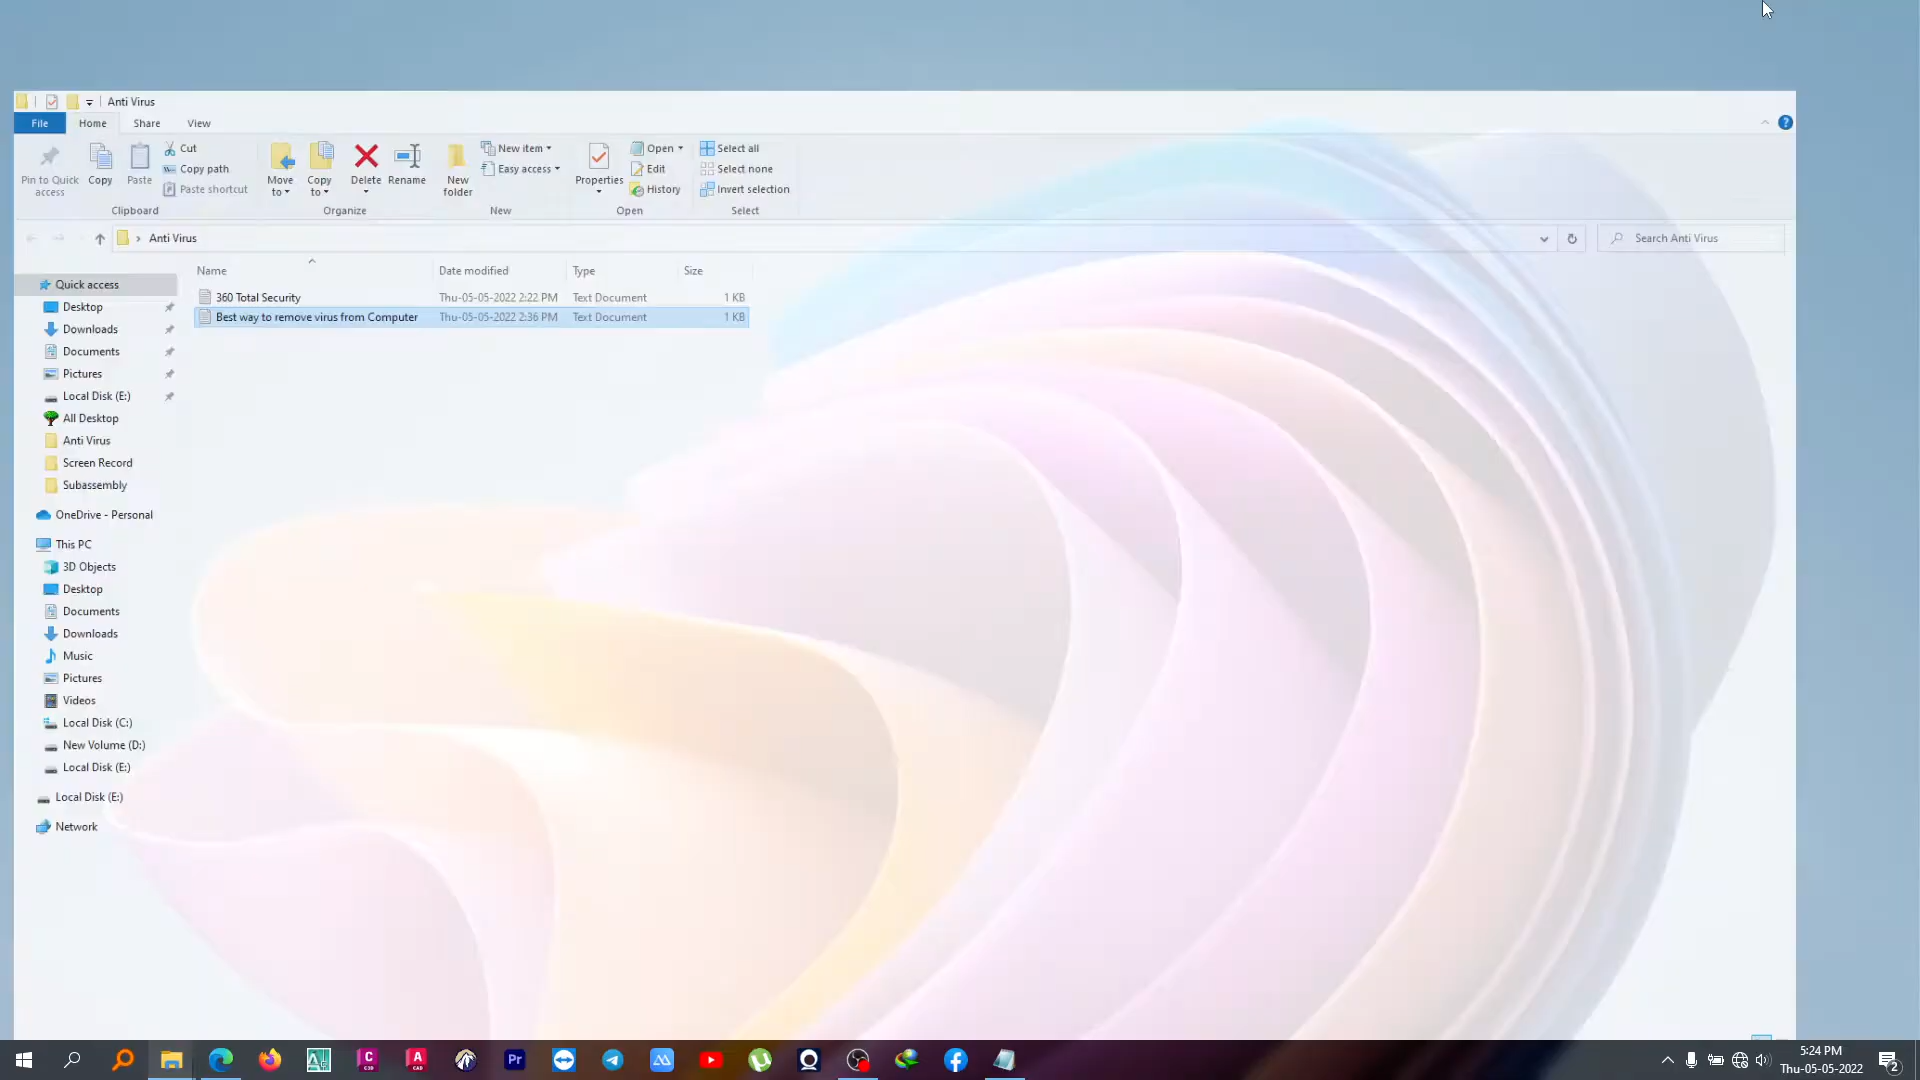 Anti Virus
File Home Share View
Pin to Quick access
Copy
Paste
Cut
Copy path
Paste shortcut
Clipboard
Move to
Copy to
Delete
Rename
Organize
New folder
New item
Easy access
New
Properties
Open
Edit
History
Open
Select all
Select none
Invert selection
Select
Anti Virus
Search Anti Virus
Name Date modified Type Size
360 Total Security Thu-05-05-2022 2:22 PM Text Document 1 KB
Best way to remove virus from Computer Thu-05-05-2022 2:36 PM Text Document 1 KB
Quick access
Desktop
Downloads
Documents
Pictures
Local Disk (E:)
All Desktop
Anti Virus
Screen Record
Subassembly
OneDrive - Personal
This PC
3D Objects
Desktop
Documents
Downloads
Music
Pictures
Videos
Local Disk (C:)
New Volume (D:)
Local Disk (E:)
Local Disk (E:)
Network
Pr
5:24 PM
Thu-05-05-2022
2